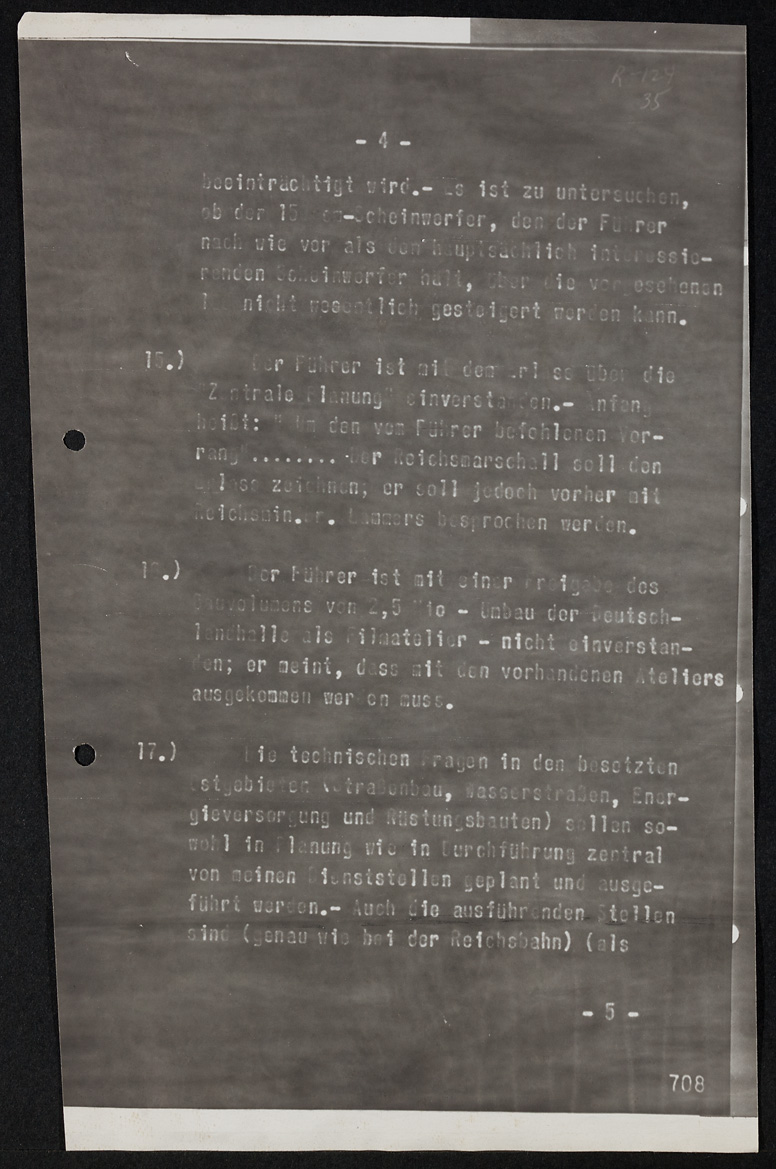 R-124
35
- 4 -
beeinträchtigt wird.- Es ist zu untersuchen,
ob der 15 cm-Scheinwerfer, den der Führer
nach wie vor als den hauptsächlich interessie-
renden Scheinwerfer hält, über die vorgesehenen
nicht wesentlich gesteigert werden kann.
15.) Der Führer ist mit dem Erlass über die
"Zentrale Planung" einverstanden.- Anfang
heißt: " Um den vom Führer befohlenen Vor-
rang"........ Der Reichsmarschall soll den
Erlass zeichnen; er soll jedoch vorher mit
Reichsmin.Dr. Lammers besprochen werden.
16.) Der Führer ist mit einer Freigabe des
Bauvolumens von 2,5 Mio - Umbau der Deutsch-
landhalle als Filmatelier - nicht einverstan-
den; er meint, dass mit den vorhandenen Ateliers
ausgekommen werden muss.
17.) Die technischen Fragen in den besetzten
Ostgebieten (Straßenbau, Wasserstraßen, Ener-
gieversorgung und Rüstungsbauten) sollen so-
wohl in Planung wie in Durchführung zentral
von meinen Dienststellen geplant und ausge-
führt werden.- Auch die ausführenden Stellen
sind (genau wie bei der Reichsbahn) (als
- 5 -
708